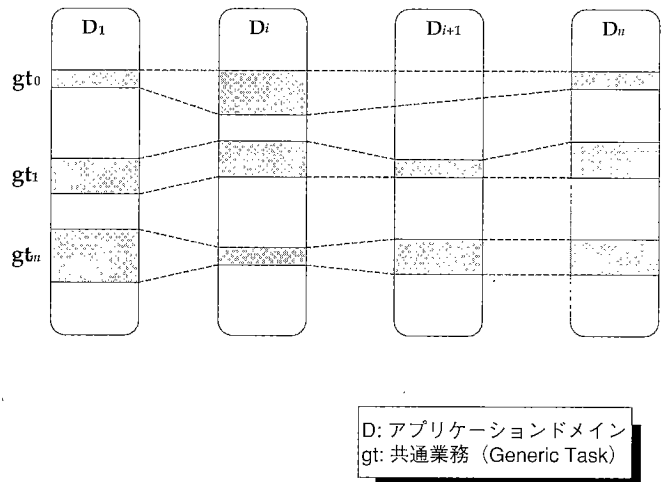 D1 Di Di+1 Dn
gt0
gt1
gtn
D: アプリケーションドメイン
gt: 共通業務（Generic Task）